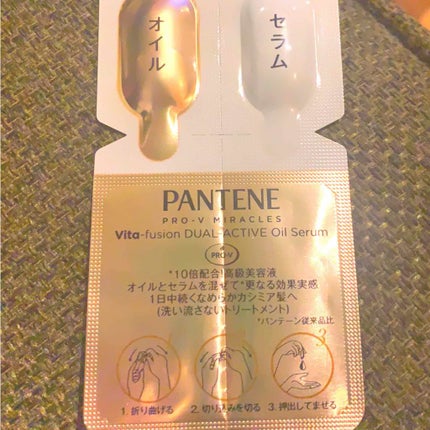 オイル
セラム
PANTENE
PRO-V MIRACLES
Vita-fusion DUAL-ACTIVE Oil Serum
PRO-V
*10倍配合!高級美容液
オイルとセラムを混ぜて*更なる効果実感
1日中続くなめらかカシミア髪へ
(洗い流さないトリートメント)
*パンテーン従来品比
1. 折り曲げる 2. 切り込みを切る 3. 押出してまぜる